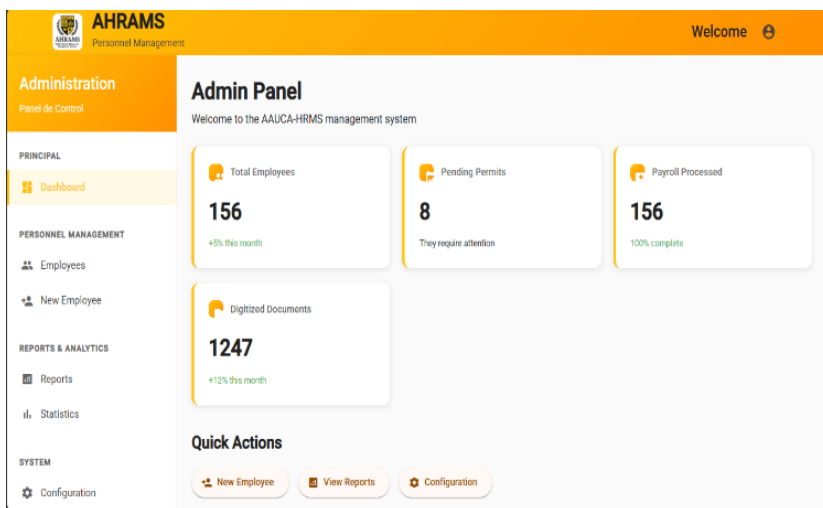 AHRAMS
Personnel Management
Welcome
AHRAMS
Administration
Panel de Control
PRINCIPAL
Dashboard
PERSONNEL MANAGEMENT
Employees
New Employee
REPORTS & ANALYTICS
Reports
Statistics
SYSTEM
Configuration
Admin Panel
Welcome to the AAUCA-HRMS management system
Total Employees
156
+5% this month
Pending Permits
8
They require attention
Payroll Processed
156
100% complete
Digitized Documents
1247
+12% this month
Quick Actions
New Employee
View Reports
Configuration